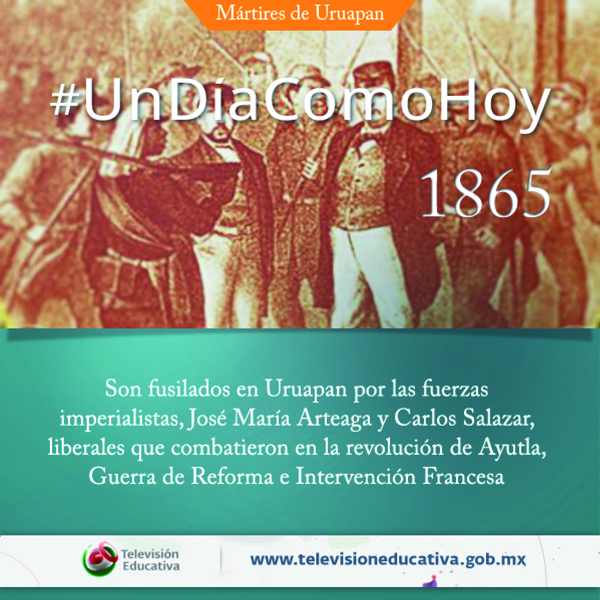 Mártires de Uruapan
#UnDíaComoHoy
1865
Son fusilados en Uruapan por las fuerzas
imperialistas, José María Arteaga y Carlos Salazar,
liberales que combatieron en la revolución de Ayutla,
Guerra de Reforma e Intervención Francesa
Televisión
Educativa
www.televisioneducativa.gob.mx